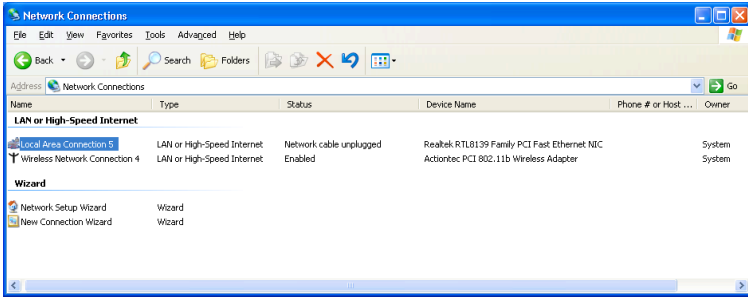 Network Connections
File Edit View Favorites Tools Advanced Help
Back Search Folders
Address Network Connections Go
Name Type Status Device Name Phone # or Host ... Owner
LAN or High-Speed Internet
Local Area Connection 5 LAN or High-Speed Internet Network cable unplugged Realtek RTL8139 Family PCI Fast Ethernet NIC System
Wireless Network Connection 4 LAN or High-Speed Internet Enabled Actiontec PCI 802.11b Wireless Adapter System
Wizard
Network Setup Wizard Wizard
New Connection Wizard Wizard